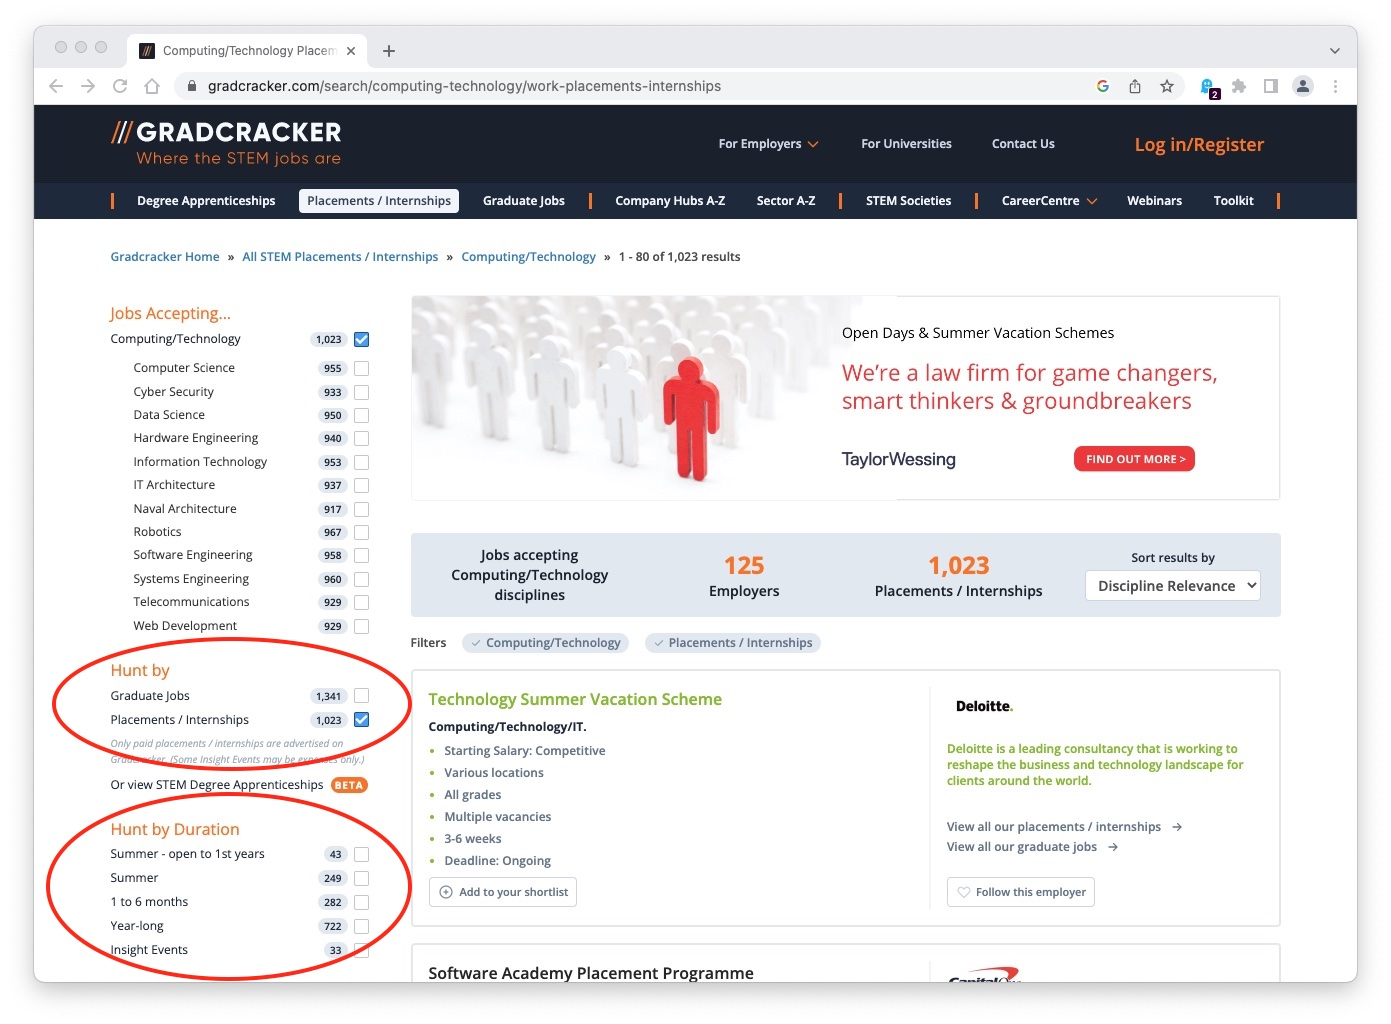 Computing/Technology Placem
gradcracker.com/search/computing-technology/work-placements-internships
2
GRADCRACKER
Where the STEM jobs are
For Employers
For Universities
Contact Us
Log in/Register
Degree Apprenticeships
Placements / Internships
Graduate Jobs
Company Hubs A-Z
Sector A-Z
STEM Societies
CareerCentre
Webinars
Toolkit
Gradcracker Home » All STEM Placements / Internships » Computing/Technology » 1 - 80 of 1,023 results
Jobs Accepting...
Computing/Technology 1,023
Computer Science 955
Cyber Security 933
Data Science 950
Hardware Engineering 940
Information Technology 953
IT Architecture 937
Naval Architecture 917
Robotics 967
Software Engineering 958
Systems Engineering 960
Telecommunications 929
Web Development 929
Hunt by
Graduate Jobs 1,341
Placements / Internships 1,023
Only paid placements / internships are advertised on
Gradcracker. (Some Insight Events may be expenses only.)
Or view STEM Degree Apprenticeships BETA
Hunt by Duration
Summer - open to 1st years 43
Summer 249
1 to 6 months 282
Year-long 722
Insight Events 33
Open Days & Summer Vacation Schemes
We're a law firm for game changers,
smart thinkers & groundbreakers
TaylorWessing
FIND OUT MORE >
Jobs accepting
Computing/Technology
disciplines
125
Employers
1,023
Placements / Internships
Sort results by
Discipline Relevance
Filters
Computing/Technology
Placements / Internships
Technology Summer Vacation Scheme
Computing/Technology/IT.
Starting Salary: Competitive
Various locations
All grades
Multiple vacancies
3-6 weeks
Deadline: Ongoing
Add to your shortlist
Deloitte.
Deloitte is a leading consultancy that is working to
reshape the business and technology landscape for
clients around the world.
View all our placements / internships →
View all our graduate jobs →
Follow this employer
Software Academy Placement Programme
CapitalOne